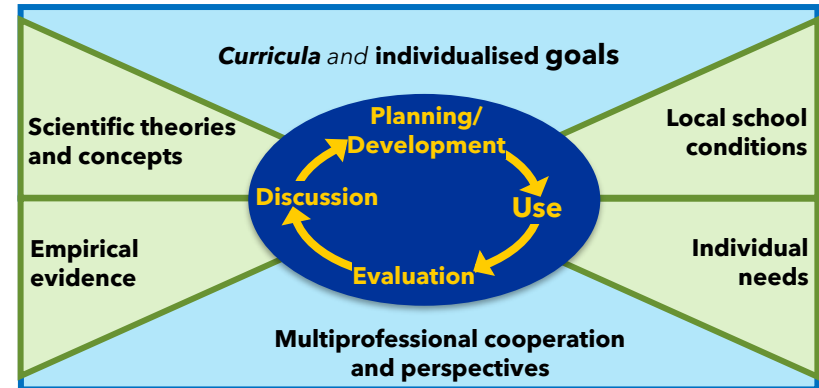 Curricula and individualised goals
Scientific theories
and concepts
Local school
conditions
Planning/
Development
Discussion
Use
Evaluation
Empirical
evidence
Individual
needs
Multiprofessional cooperation
and perspectives